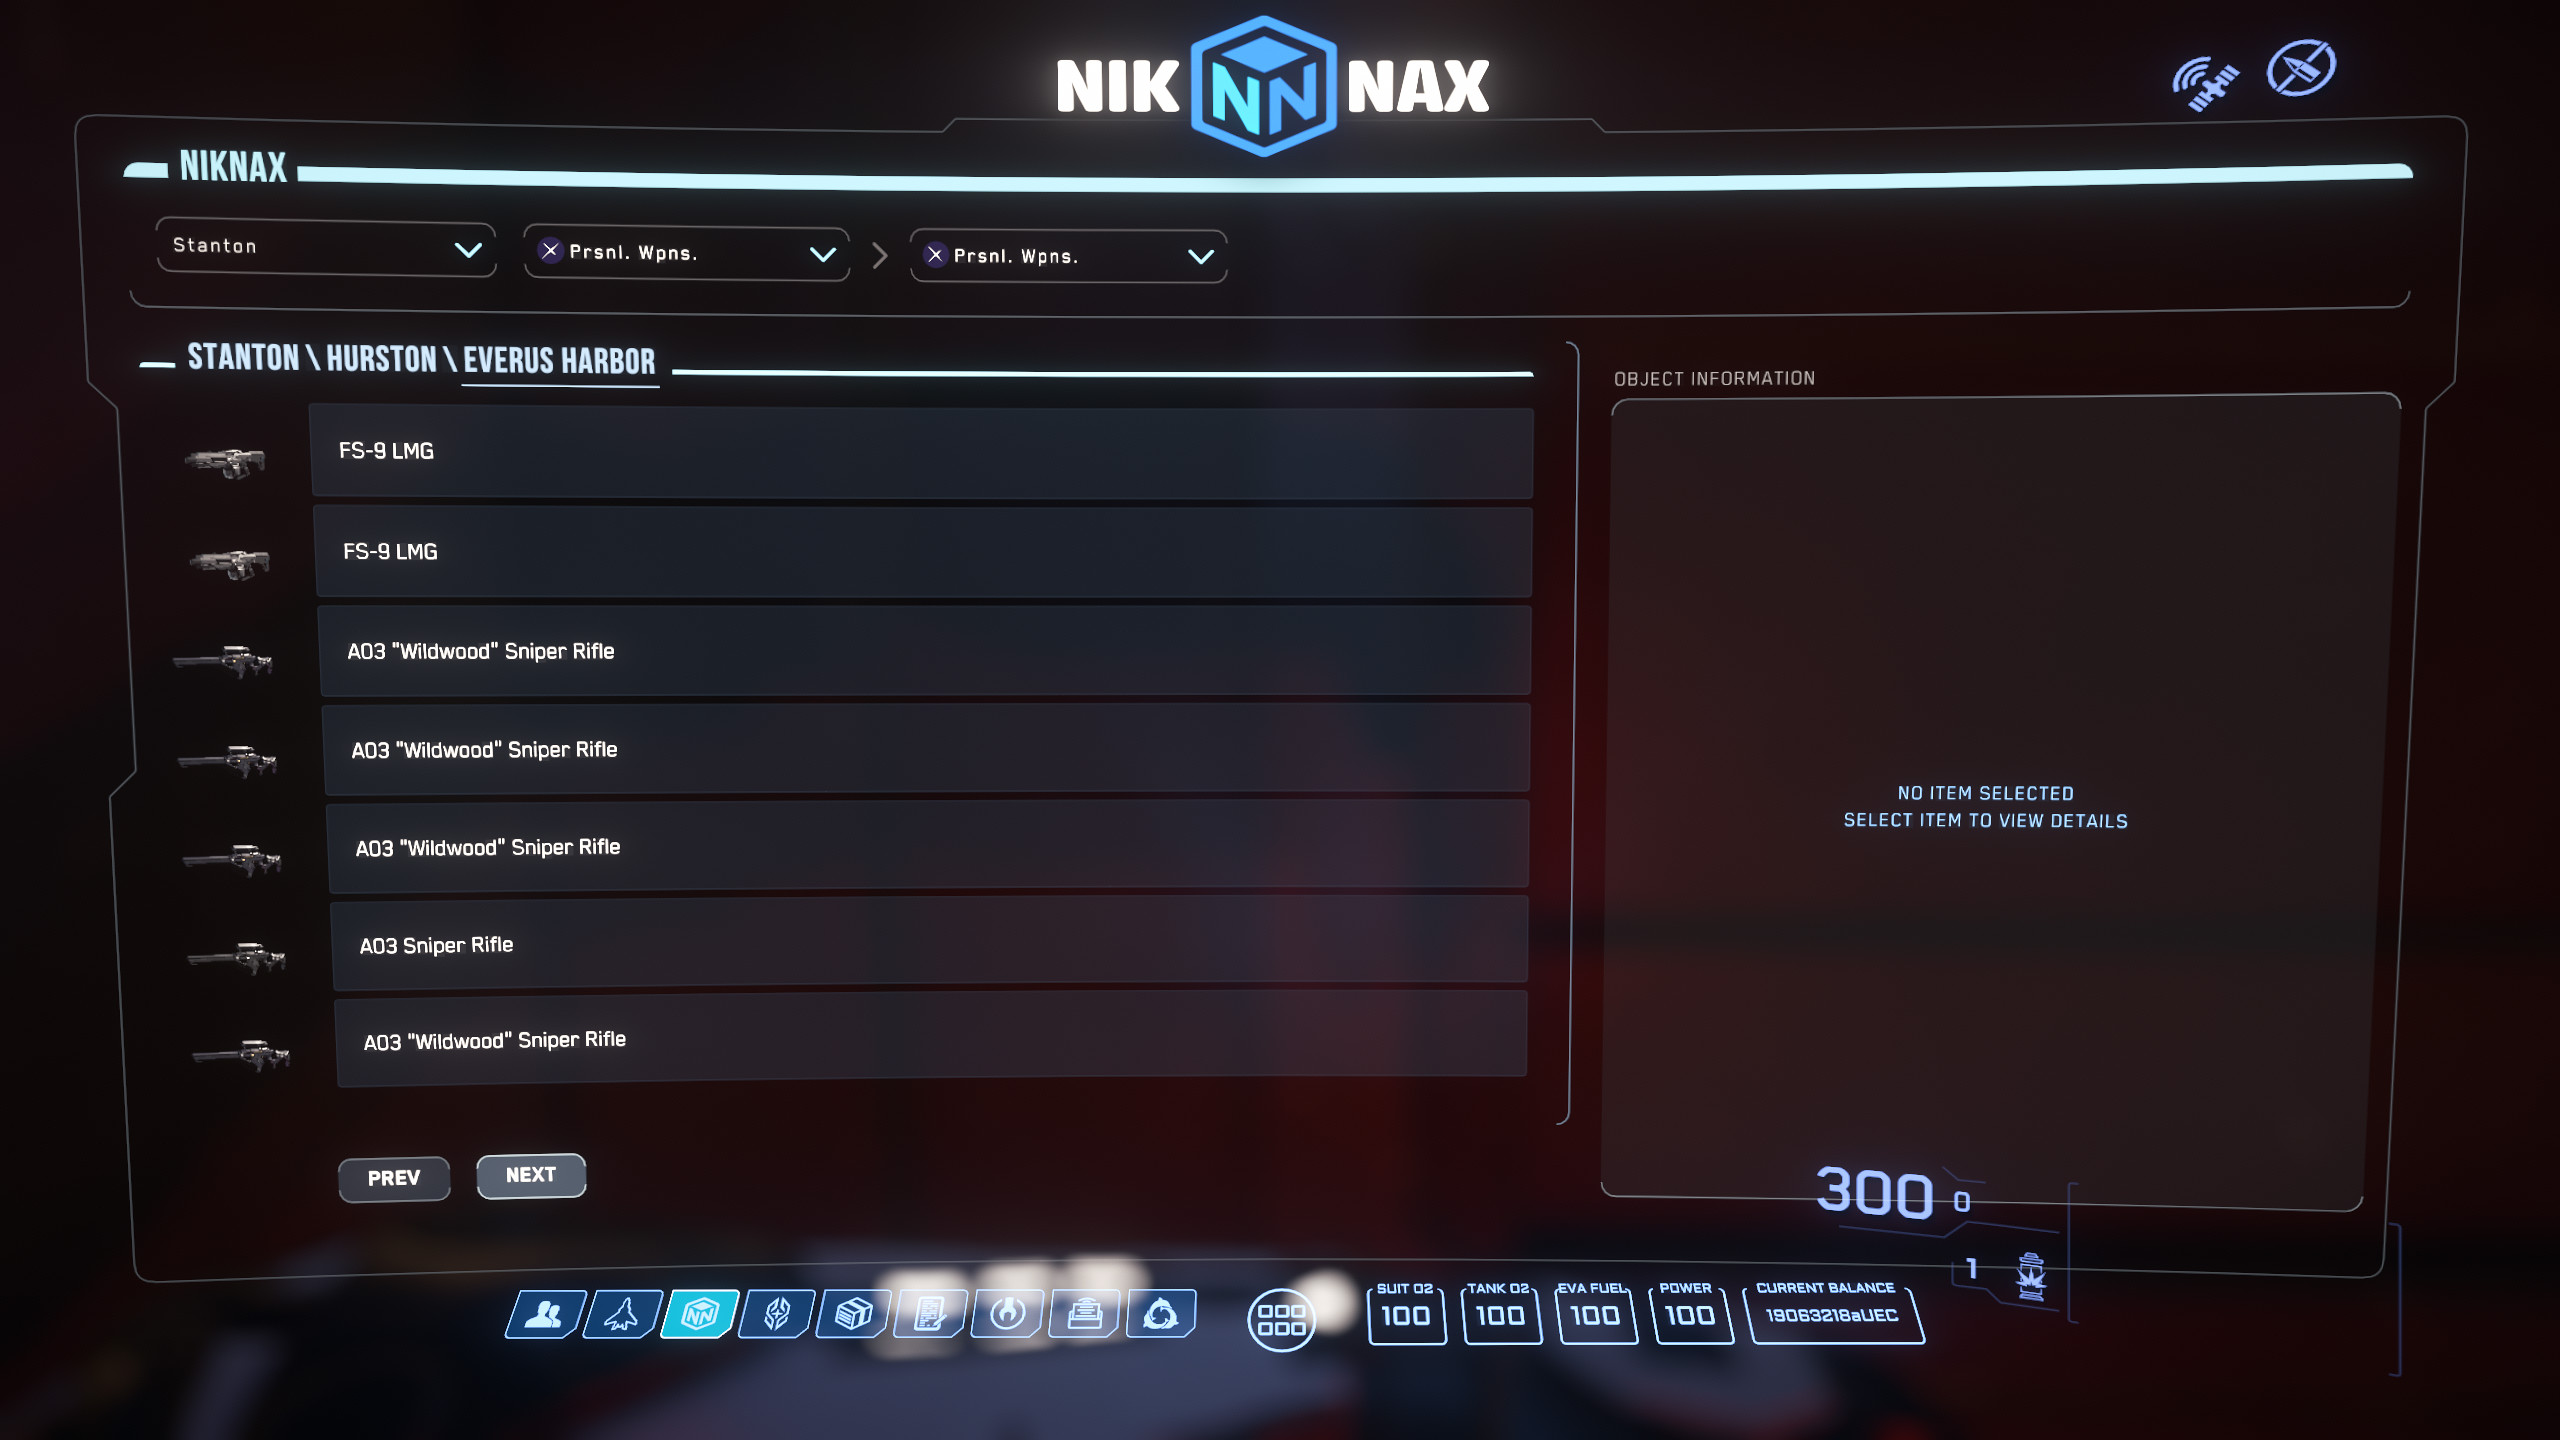 NIK NN NAX
NIKNAX
Stanton
Prsnl. Wpns.
Prsnl. Wpns.
STANTON \ HURSTON \ EVERUS HARBOR
FS-9 LMG
FS-9 LMG
A03 "Wildwood" Sniper Rifle
A03 "Wildwood" Sniper Rifle
A03 "Wildwood" Sniper Rifle
A03 Sniper Rifle
A03 "Wildwood" Sniper Rifle
PREV
NEXT
OBJECT INFORMATION
NO ITEM SELECTED
SELECT ITEM TO VIEW DETAILS
300 0
1
NN
SUIT O2
100
TANK O2
100
EVA FUEL
100
POWER
100
CURRENT BALANCE
19063218aUEC